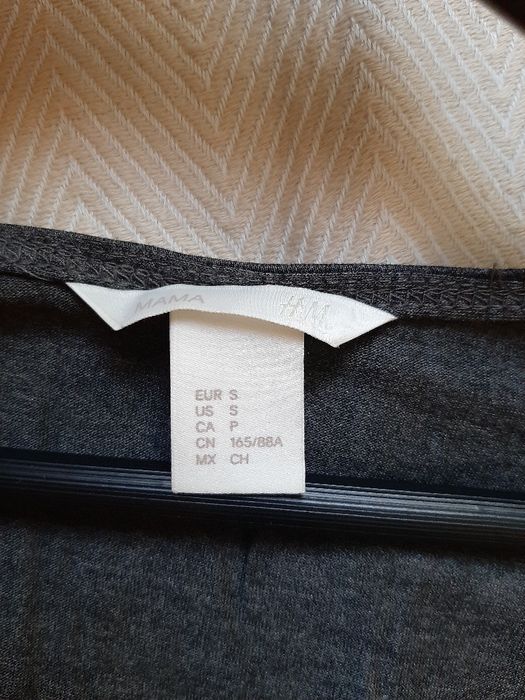 MAMA H&M
EUR S
US S
CA P
CN 165/88A
MX CH